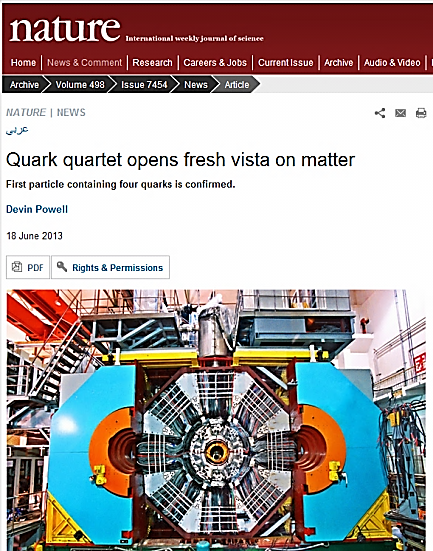 nature International weekly journal of science
Home News & Comment Research Careers & Jobs Current Issue Archive Audio & Video
Archive Volume 498 Issue 7454 News Article
NATURE | NEWS
عربي
Quark quartet opens fresh vista on matter
First particle containing four quarks is confirmed.
Devin Powell
18 June 2013
PDF Rights & Permissions